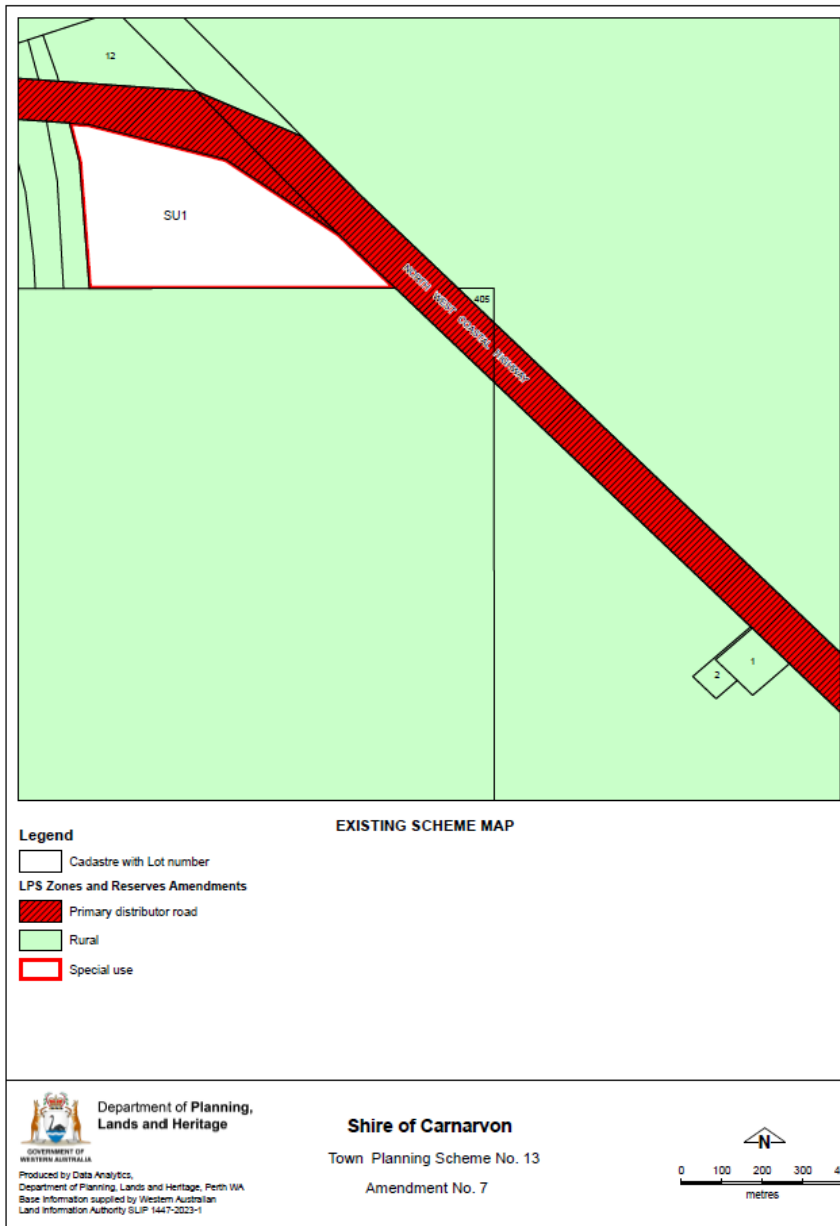 12
SU1
405
NORTH WEST COASTAL HIGHWAY
1
2
EXISTING SCHEME MAP
Legend
Cadastre with Lot number
LPS Zones and Reserves Amendments
Primary distributor road
Rural
Special use
Department of Planning,
Lands and Heritage
GOVERNMENT OF
WESTERN AUSTRALIA
Produced by Data Analytics,
Department of Planning, Lands and Heritage, Perth WA
Base Information supplied by Western Australian
Land Information Authority SLIP 1447-2023-1
Shire of Carnarvon
Town Planning Scheme No. 13
Amendment No. 7
N
0 100 200 300
metres